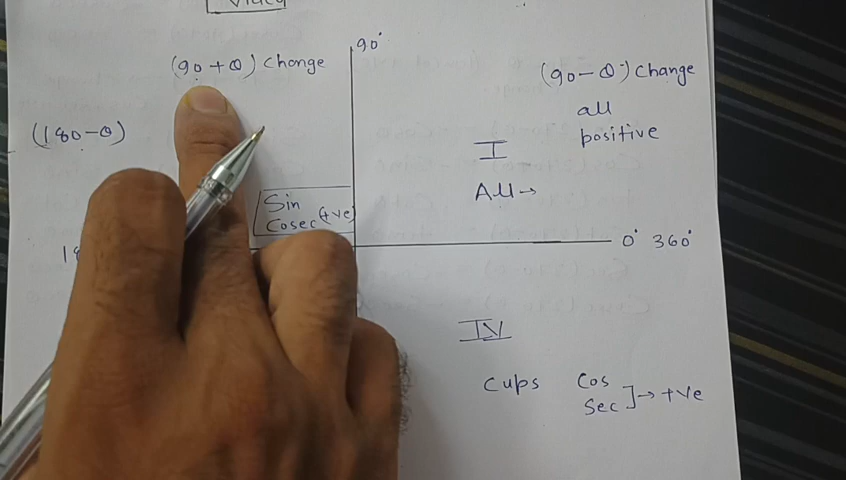 Video
90°
(90+θ) Change
(90-θ) Change
all
positive
(180-θ)
I
All→
Sin
Cosec (+ve)
0° 360°
IV
Cups Cos
Sec ]→ +ve